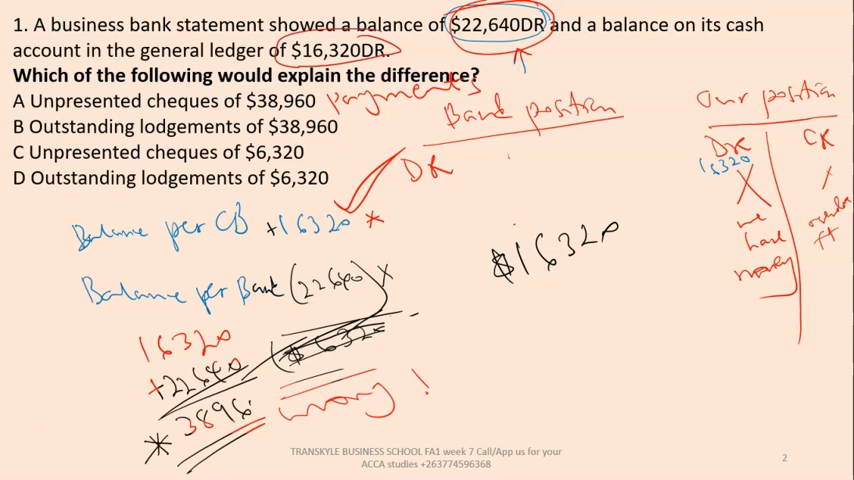 1. A business bank statement showed a balance of $22,640DR and a balance on its cash
account in the general ledger of $16,320DR.
Which of the following would explain the difference?
A Unpresented cheques of $38,960
payments
B Outstanding lodgements of $38,960
C Unpresented cheques of $6,320
D Outstanding lodgements of $6,320
Bank position
DR
Our position
DR
CR
16320
X
we
have
money
Balance per CB +16320 *
Balance per Bank (22640) X
$16320
16320
+22640
* 3896
TRANSKYLE BUSINESS SCHOOL FA1 week 7 Call/App us for your
ACCA studies +263774596368
2